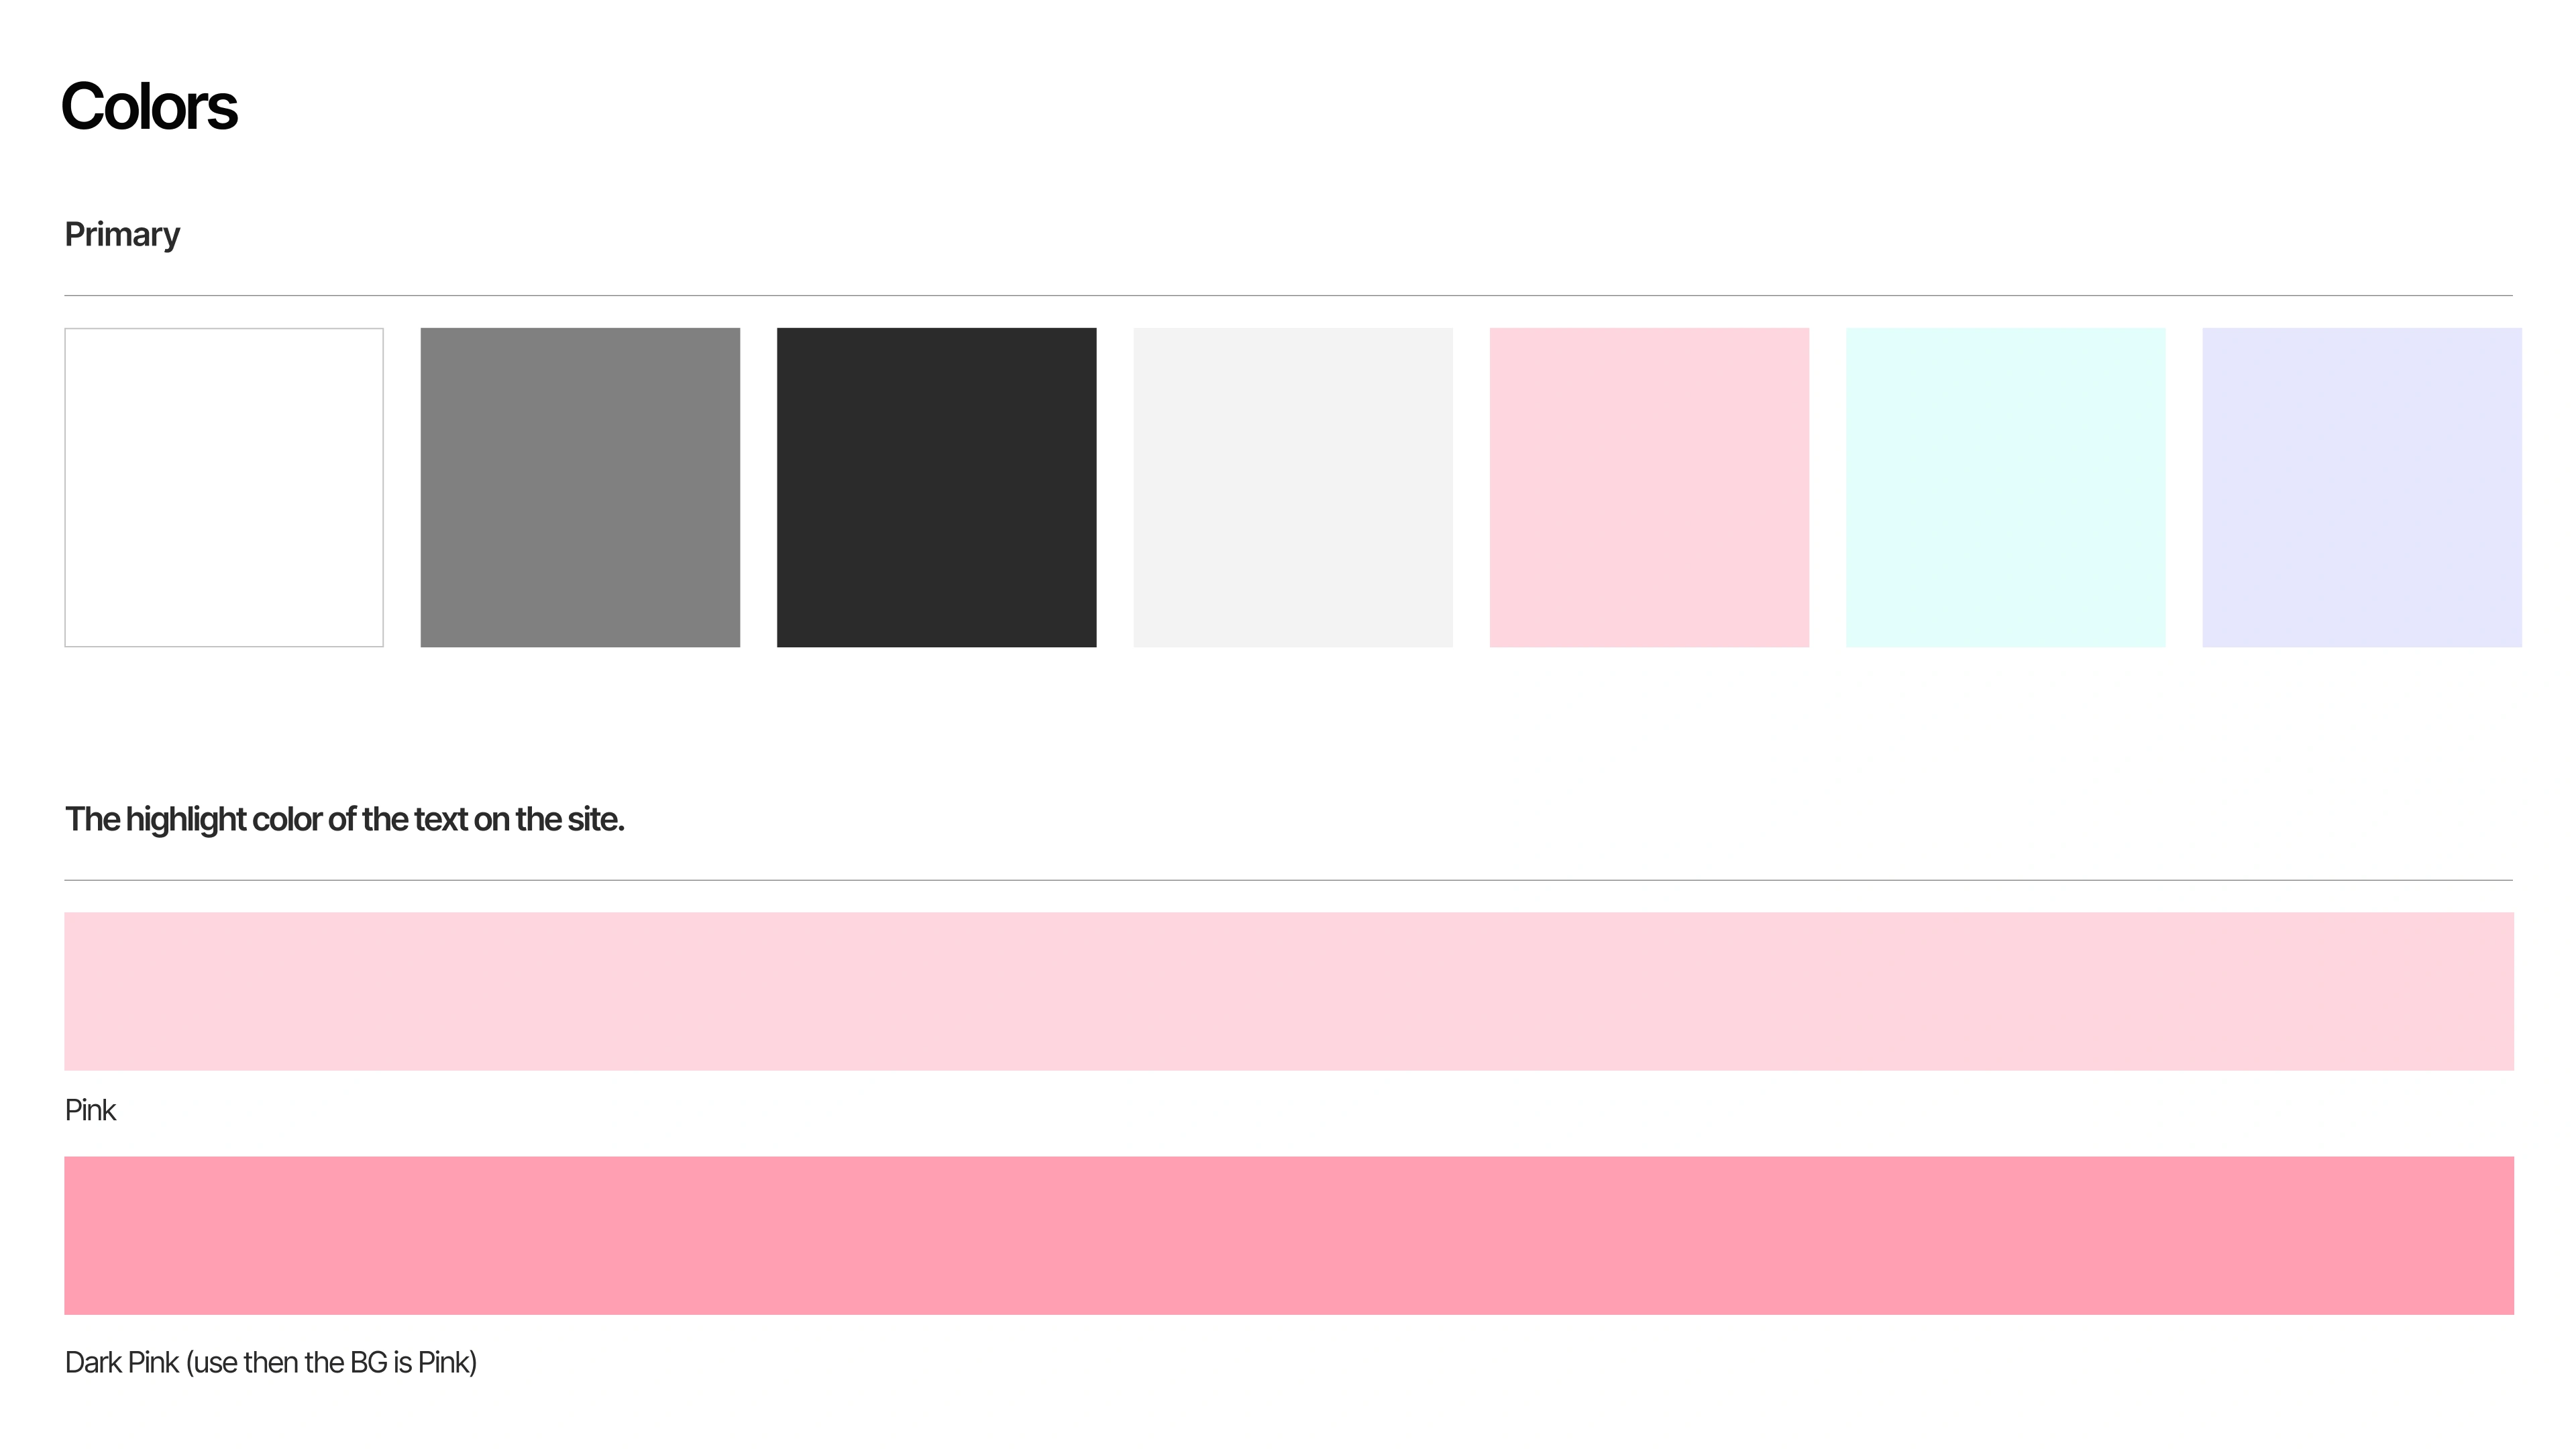 Colors
Primary
The highlight color of the text on the site.
Pink
Dark Pink (use then the BG is Pink)